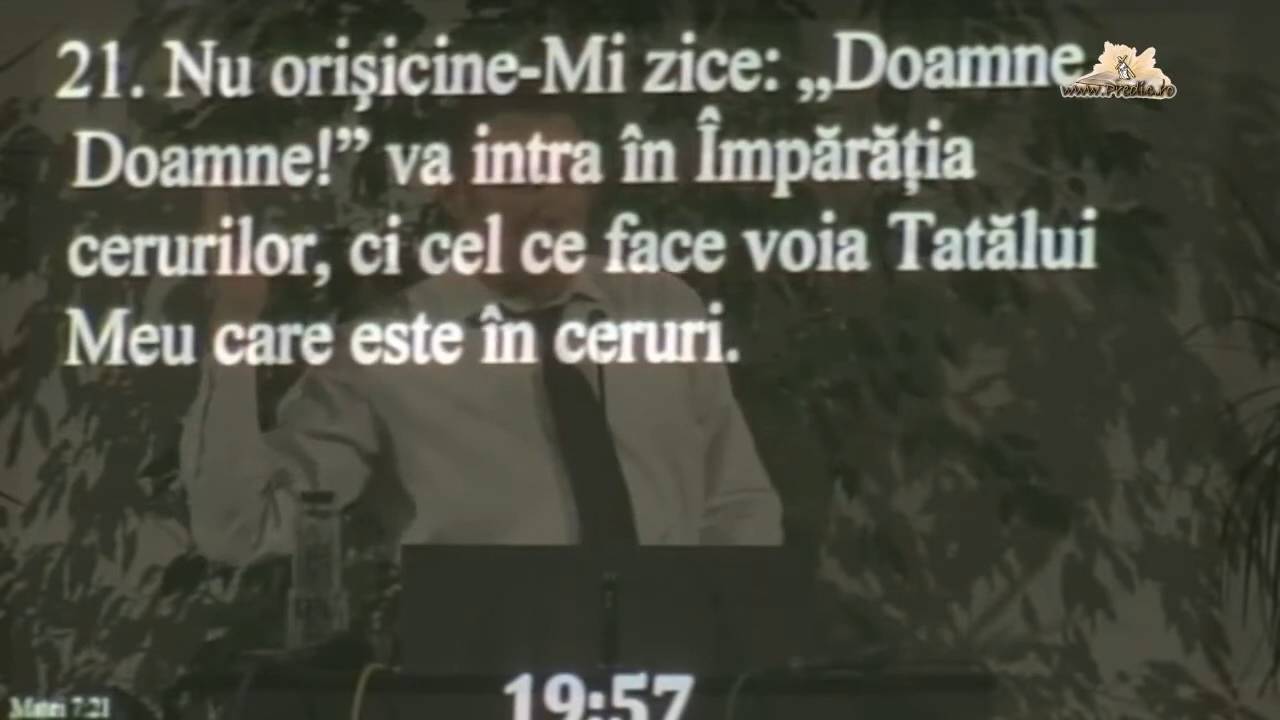 21. Nu orișicine-Mi zice: „Doamne
Doamne!” va intra în Împărăția
cerurilor, ci cel ce face voia Tatălui
Meu care este în ceruri.
www.Predic.ro
19:57
Matei 7:21